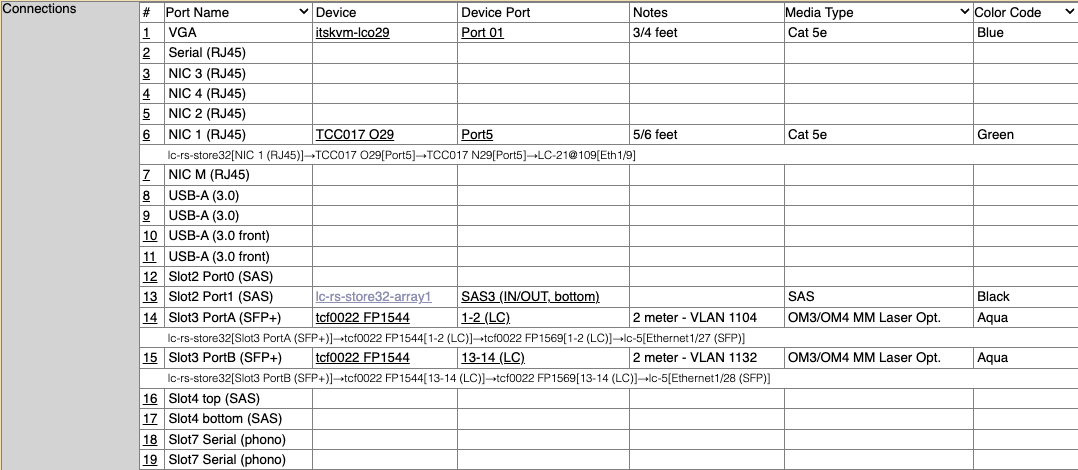 Connections
# Port Name Device Device Port Notes Media Type Color Code
1 VGA itskvm-lco29 Port 01 3/4 feet Cat 5e Blue
2 Serial (RJ45)
3 NIC 3 (RJ45)
4 NIC 4 (RJ45)
5 NIC 2 (RJ45)
6 NIC 1 (RJ45) TCC017 O29 Port5 5/6 feet Cat 5e Green
lc-rs-store32[NIC 1 (RJ45)]→TCC017 O29[Port5]→TCC017 N29[Port5]→LC-21@109[Eth1/9]
7 NIC M (RJ45)
8 USB-A (3.0)
9 USB-A (3.0)
10 USB-A (3.0 front)
11 USB-A (3.0 front)
12 Slot2 Port0 (SAS)
13 Slot2 Port1 (SAS) lc-rs-store32-array1 SAS3 (IN/OUT, bottom) SAS Black
14 Slot3 PortA (SFP+) tcf0022 FP1544 1-2 (LC) 2 meter - VLAN 1104 OM3/OM4 MM Laser Opt. Aqua
lc-rs-store32[Slot3 PortA (SFP+)]→tcf0022 FP1544[1-2 (LC)]→tcf0022 FP1569[1-2 (LC)]→lc-5[Ethernet1/27 (SFP)]
15 Slot3 PortB (SFP+) tcf0022 FP1544 13-14 (LC) 2 meter - VLAN 1132 OM3/OM4 MM Laser Opt. Aqua
lc-rs-store32[Slot3 PortB (SFP+)]→tcf0022 FP1544[13-14 (LC)]→tcf0022 FP1569[13-14 (LC)]→lc-5[Ethernet1/28 (SFP)]
16 Slot4 top (SAS)
17 Slot4 bottom (SAS)
18 Slot7 Serial (phono)
19 Slot7 Serial (phono)